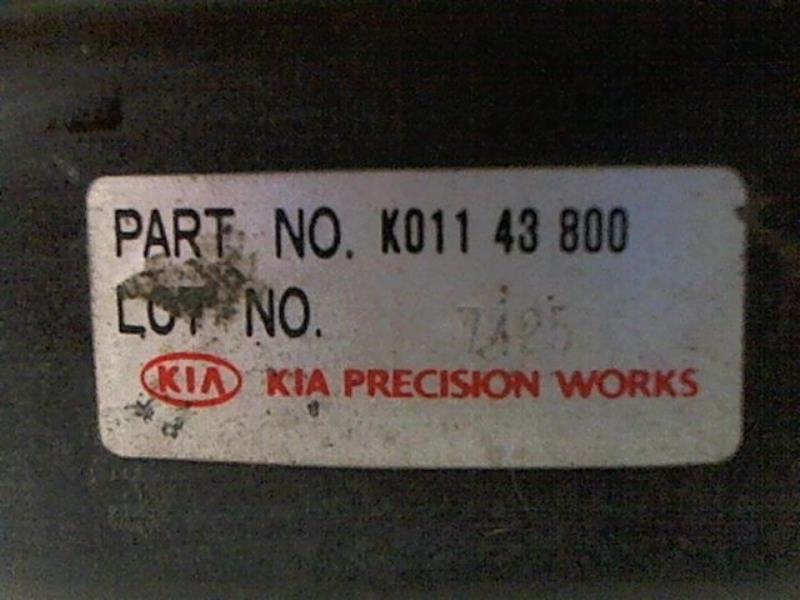 PART NO. K011 43 800
LOT NO.
KIA KIA PRECISION WORKS